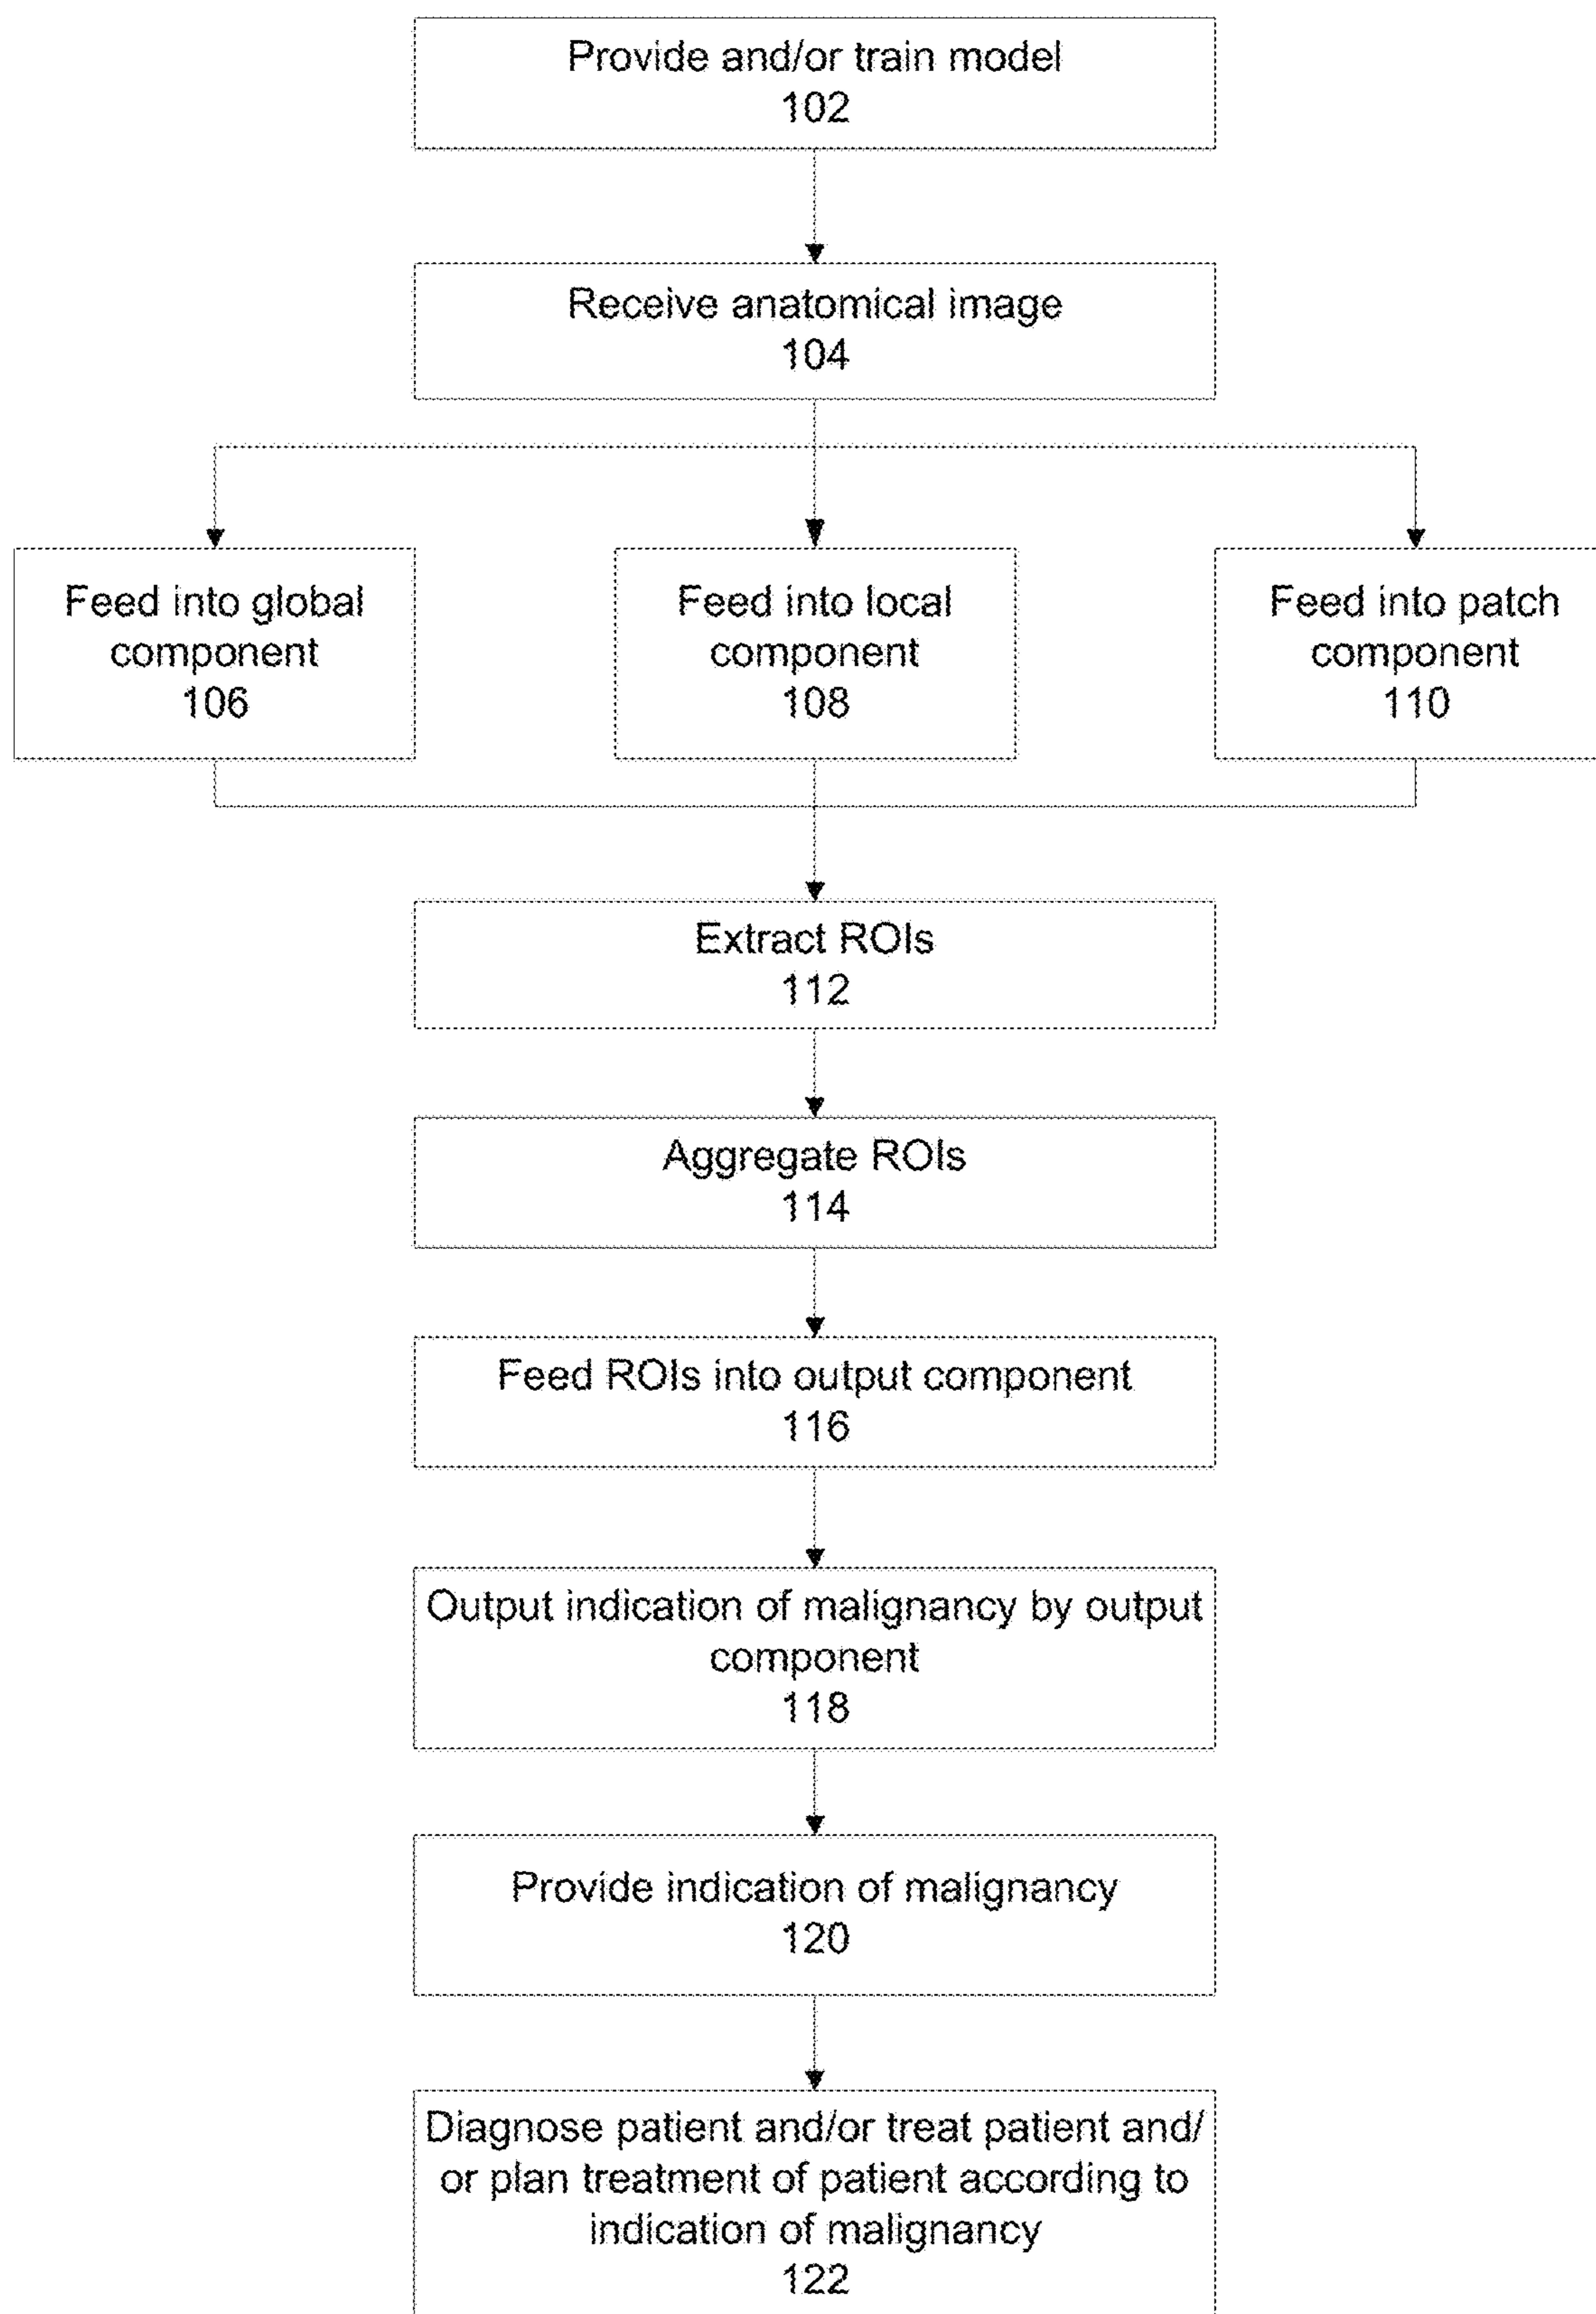 Provide and/or train model
102
Receive anatomical image
104
Feed into global
component
106
Feed into local
component
108
Feed into patch
component
110
Extract ROIs
112
Aggregate ROIs
114
Feed ROIs into output component
116
Output indication of malignancy by output
component
118
Provide indication of malignancy
120
Diagnose patient and/or treat patient and/
or plan treatment of patient according to
indication of malignancy
122